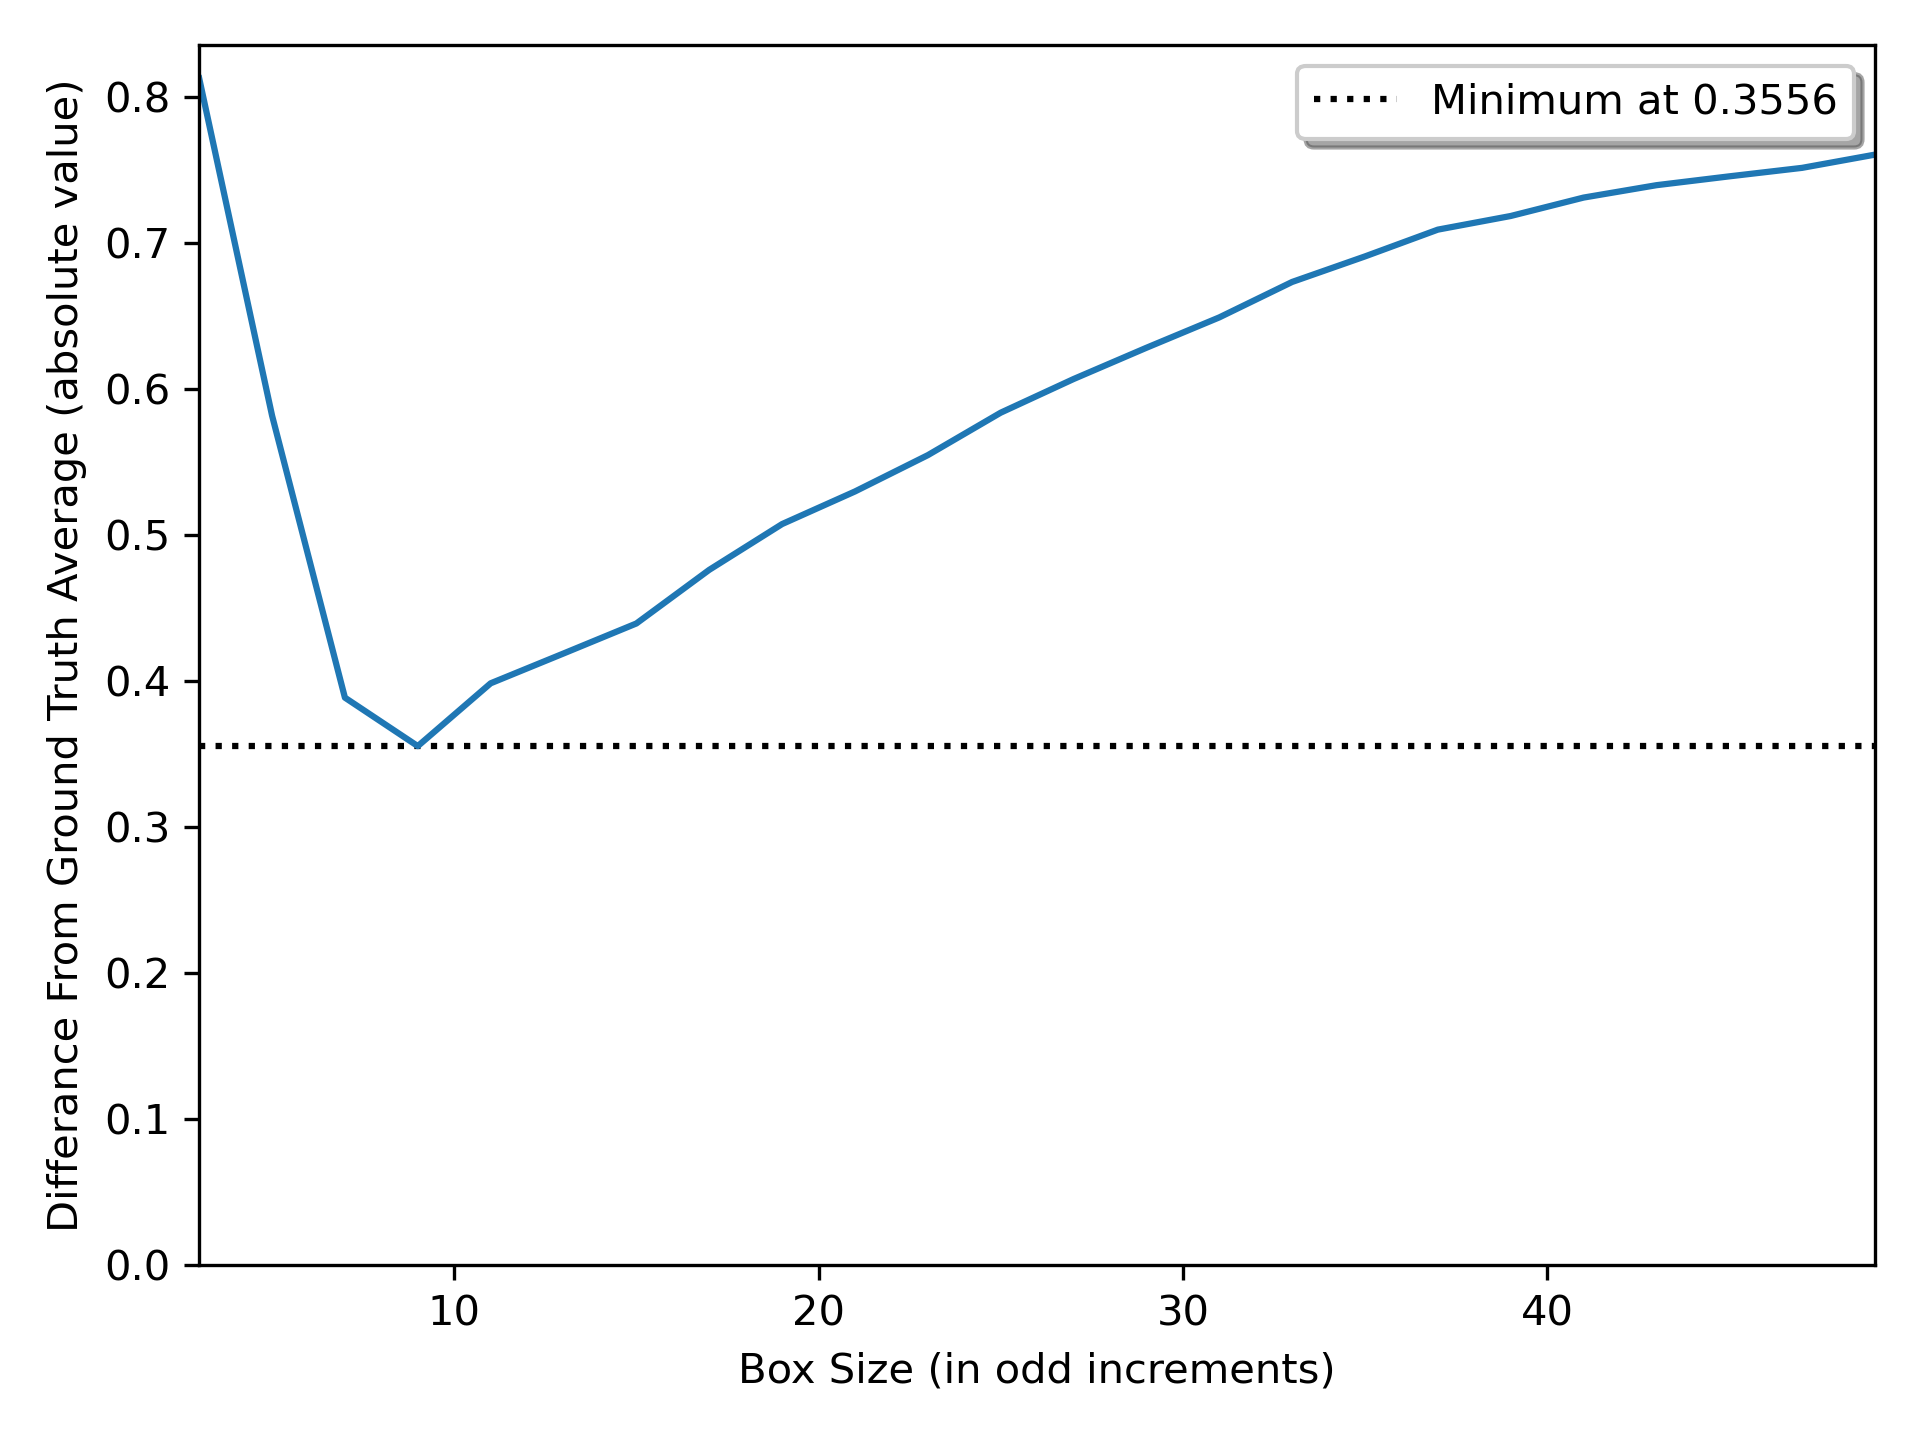 Minimum at 0.3556
Differance From Ground Truth Average (absolute value)
0.8
0.7
0.6
0.5
0.4
0.3
0.2
0.1
0.0
10 20 30 40
Box Size (in odd increments)